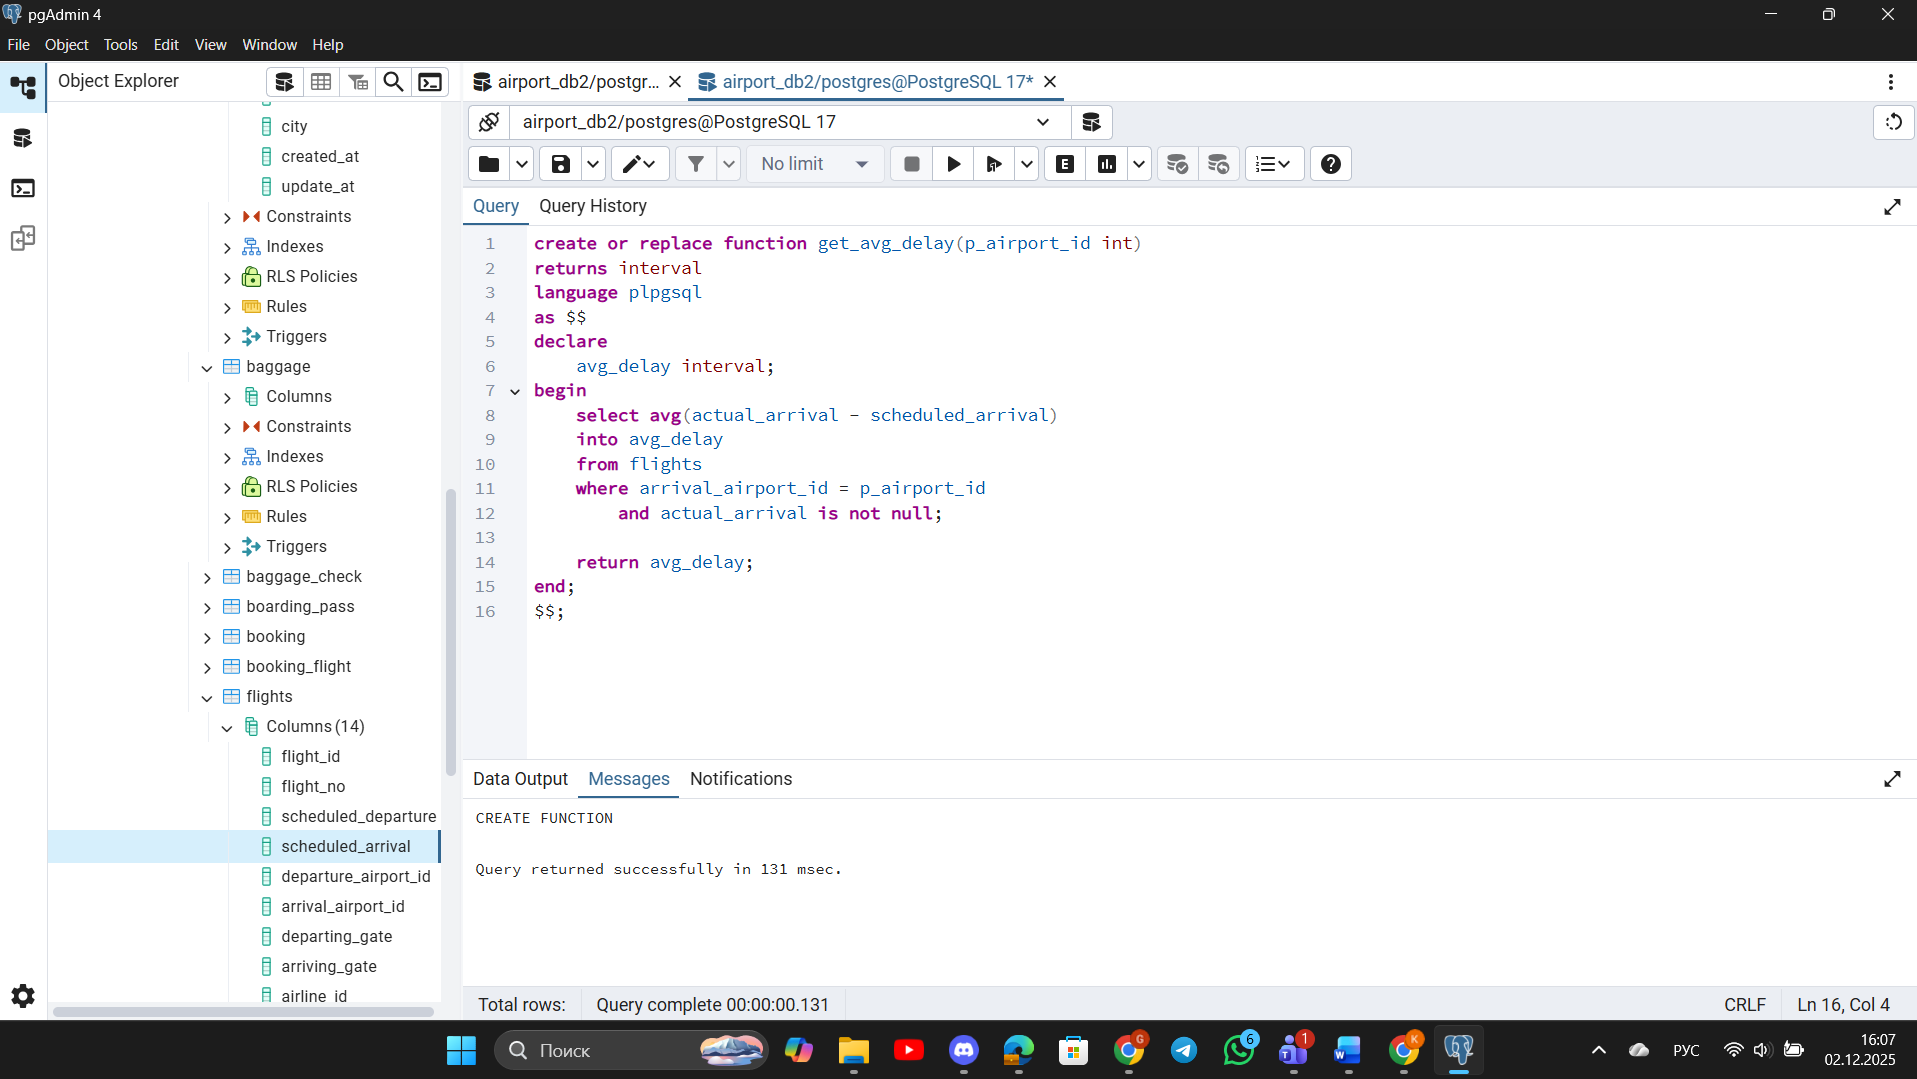 pgAdmin 4
File Object Tools Edit View Window Help
Object Explorer
city
created_at
update_at
Constraints
Indexes
RLS Policies
Rules
Triggers
baggage
Columns
Constraints
Indexes
RLS Policies
Rules
Triggers
baggage_check
boarding_pass
booking
booking_flight
flights
Columns (14)
flight_id
flight_no
scheduled_departure
scheduled_arrival
departure_airport_id
arrival_airport_id
departing_gate
arriving_gate
airline_id
airport_db2/postgr... airport_db2/postgres@PostgreSQL 17*
airport_db2/postgres@PostgreSQL 17
No limit
E
Query Query History
1 create or replace function get_avg_delay(p_airport_id int)
2 returns interval
3 language plpgsql
4 as $$
5 declare
6 avg_delay interval;
7 begin
8 select avg(actual_arrival - scheduled_arrival)
9 into avg_delay
10 from flights
11 where arrival_airport_id = p_airport_id
12 and actual_arrival is not null;
13
14 return avg_delay;
15 end;
16 $$;
Data Output Messages Notifications
CREATE FUNCTION
Query returned successfully in 131 msec.
Total rows: Query complete 00:00:00.131
CRLF Ln 16, Col 4
Поиск
G
6
1
K
РУС
16:07
02.12.2025